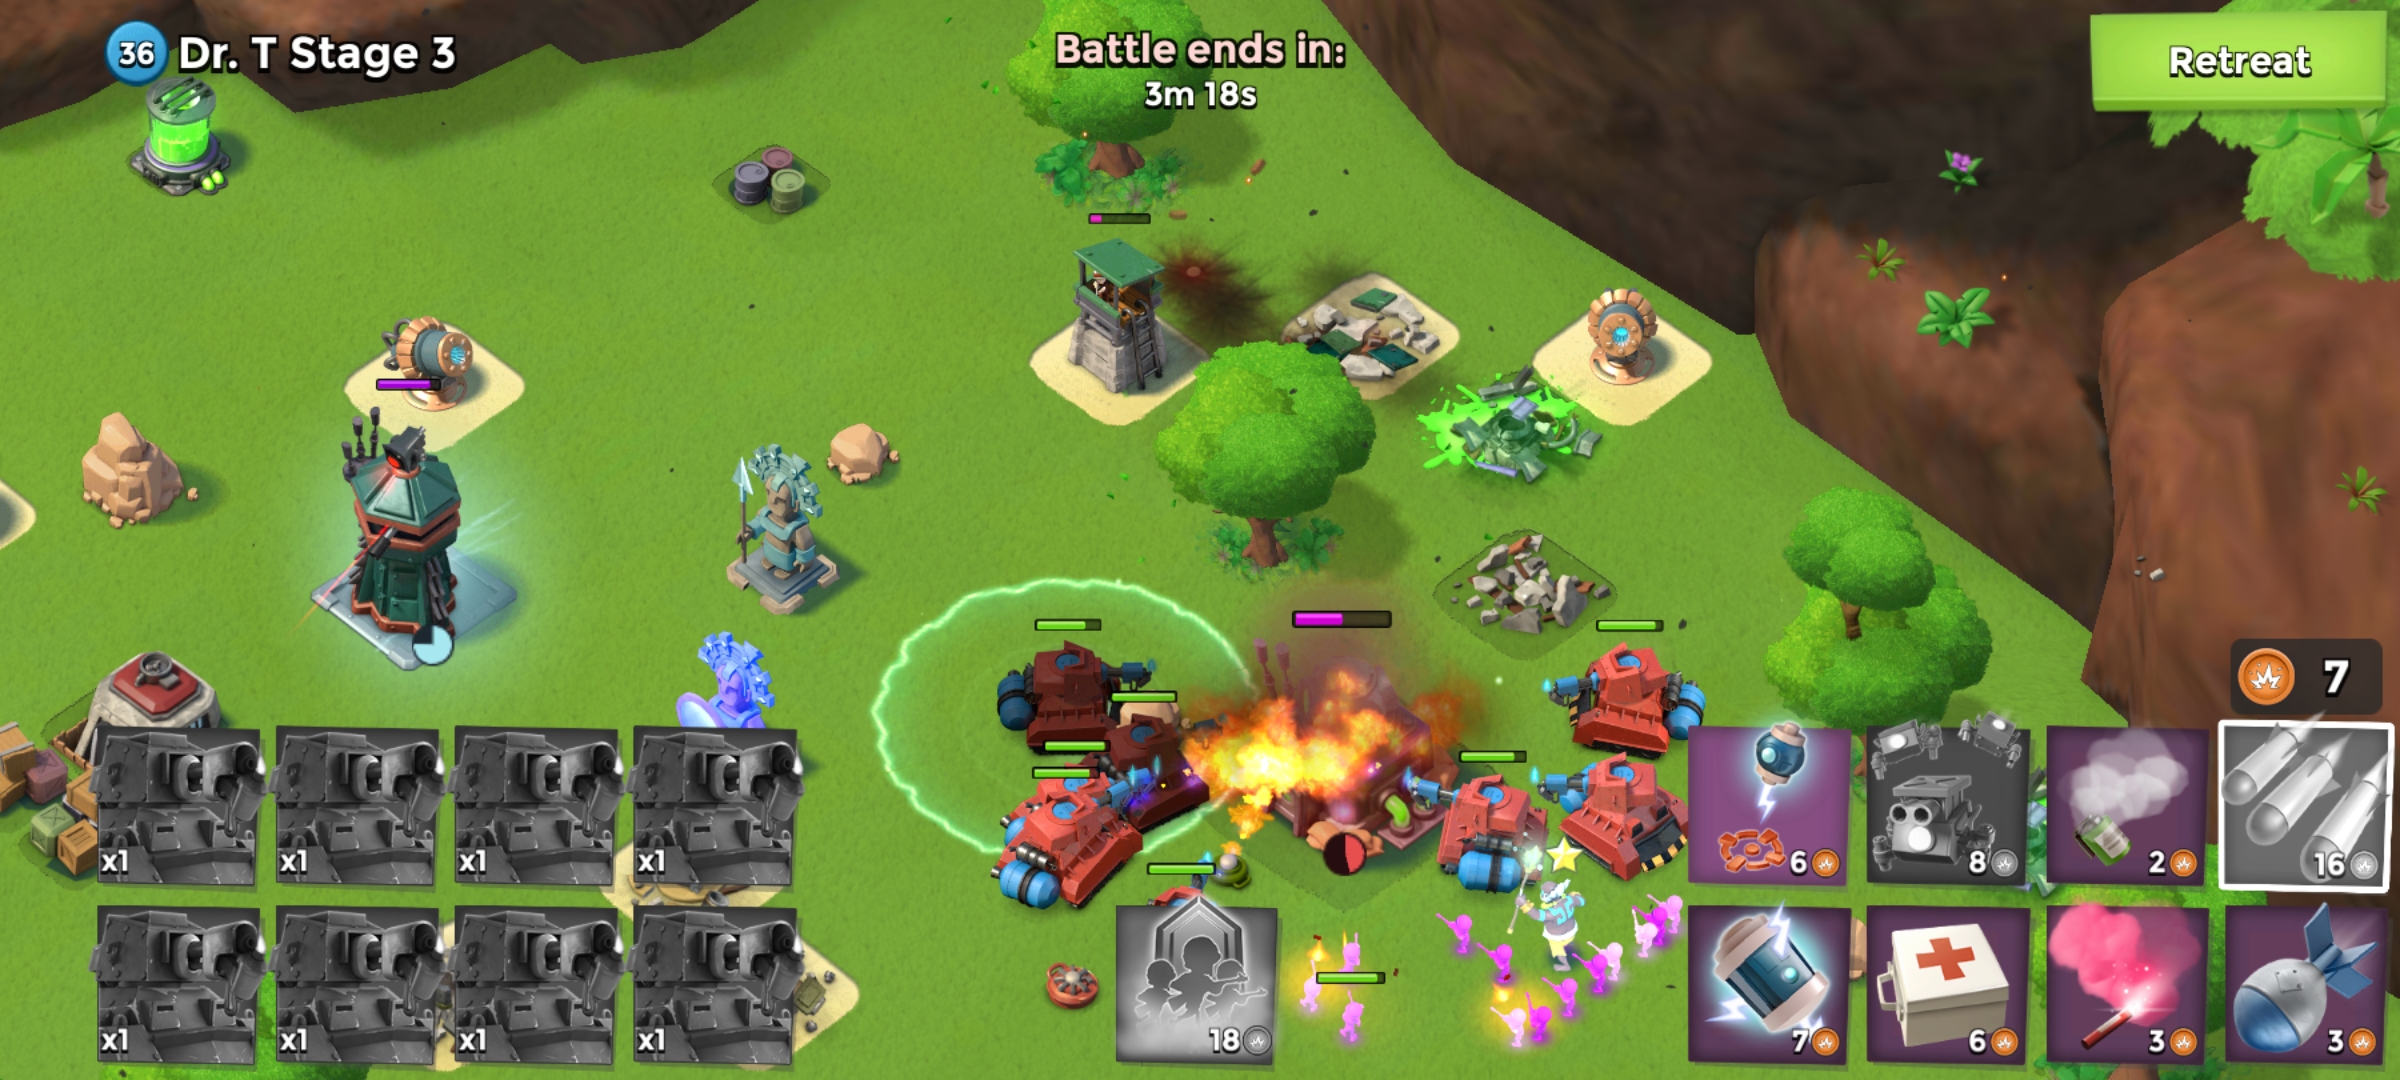 36 Dr. T Stage 3
Battle ends in:
3m 18s
Retreat
7
x1 x1 x1 x1
6 8 2 16
x1 x1 x1 x1
18
7 6 3 3